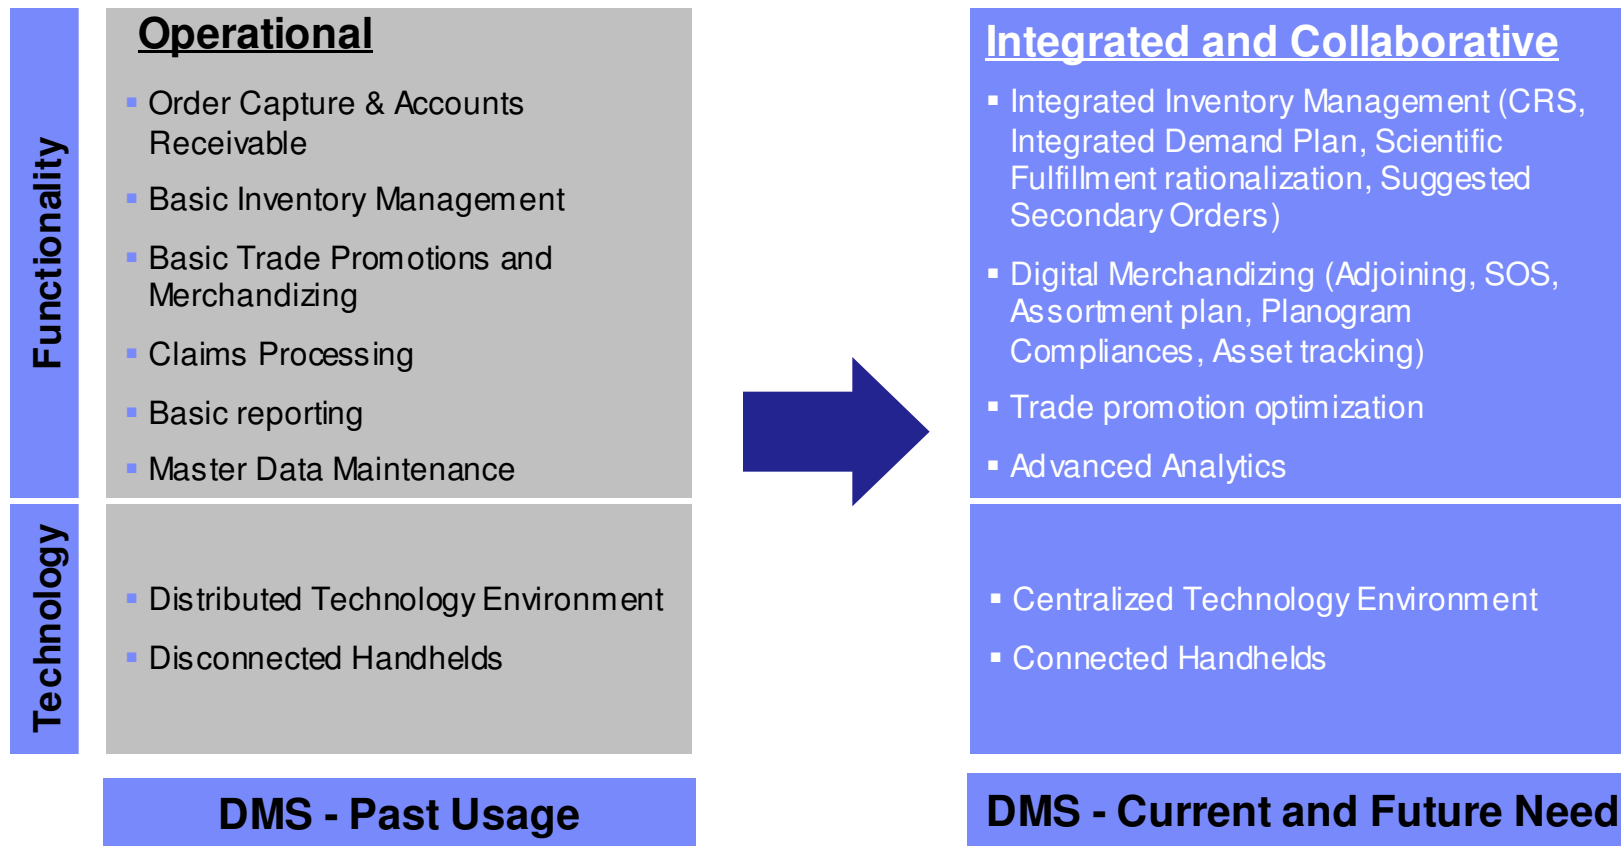 Functionality
Operational
Order Capture & Accounts
Receivable
Basic Inventory Management
Basic Trade Promotions and
Merchandizing
Claims Processing
Basic reporting
Master Data Maintenance
Integrated and Collaborative
Integrated Inventory Management (CRS,
Integrated Demand Plan, Scientific
Fulfillment rationalization, Suggested
Secondary Orders)
Digital Merchandizing (Adjoining, SOS,
Assortment plan, Planogram
Compliances, Asset tracking)
Trade promotion optimization
Advanced Analytics
Technology
Distributed Technology Environment
Disconnected Handhelds
Centralized Technology Environment
Connected Handhelds
DMS - Past Usage
DMS - Current and Future Need